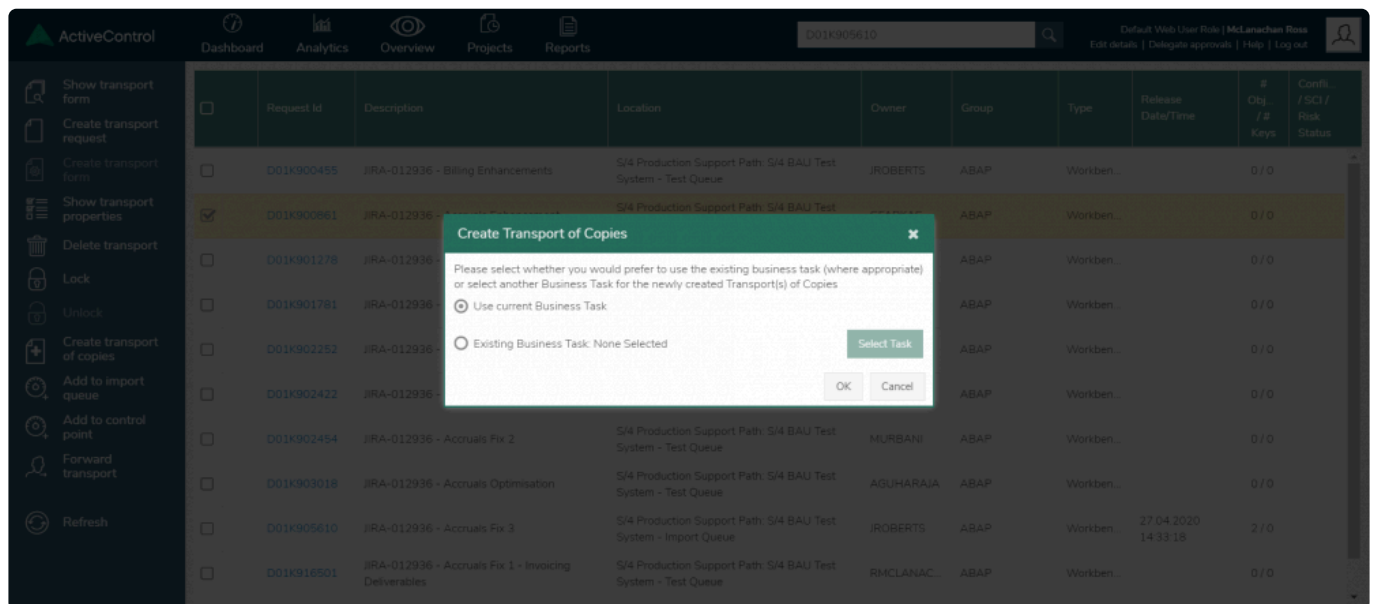 ActiveControl
Dashboard
Analytics
Overview
Projects
Reports
D01K905610
Default Web User Role | McLanachan Ross
Edit details | Delegate approvals | Help | Log out
Show transport
form
Create transport
request
Create transport
form
Show transport
properties
Delete transport
Lock
Unlock
Create transport
of copies
Add to import
queue
Add to control
point
Forward
transport
Refresh
Request Id
Description
Location
Owner
Group
Type
Release
Date/Time
#
Obj..
/ #
Keys
Confli...
/ SCI /
Risk
Status
D01K900455 JIRA-012936 - Billing Enhancements
S/4 Production Support Path: S/4 BAU Test
System - Test Queue
JROBERTS ABAP Workben... 0 / 0
D01K900861 JIRA-012936 -
S/4 Production Support Path: S/4 BAU Test
ABAP Workben... 0 / 0
Create Transport of Copies
Please select whether you would prefer to use the existing business task (where appropriate)
or select another Business Task for the newly created Transport(s) of Copies
Use current Business Task
Existing Business Task: None Selected
Select Task
OK
Cancel
D01K901278 JIRA-012936 - ABAP Workben... 0 / 0
D01K901781 JIRA-012936 - ABAP Workben... 0 / 0
D01K902252 JIRA-012936 - ABAP Workben... 0 / 0
D01K902422 JIRA-012936 - ABAP Workben... 0 / 0
D01K902454 JIRA-012936 - Accruals Fix 2
S/4 Production Support Path: S/4 BAU Test
System - Test Queue
MURBANI ABAP Workben... 0 / 0
D01K903018 JIRA-012936 - Accruals Optimisation
S/4 Production Support Path: S/4 BAU Test
System - Test Queue
AGUHARAJA ABAP Workben... 0 / 0
D01K905610 JIRA-012936 - Accruals Fix 3
S/4 Production Support Path: S/4 BAU Test
System - Import Queue
JROBERTS ABAP Workben...
27.04.2020
14:33:18
2 / 0
D01K916501
JIRA-012936 - Accruals Fix 1 - Invoicing
Deliverables
S/4 Production Support Path: S/4 BAU Test
System - Test Queue
RMCLANAC... ABAP Workben... 0 / 0